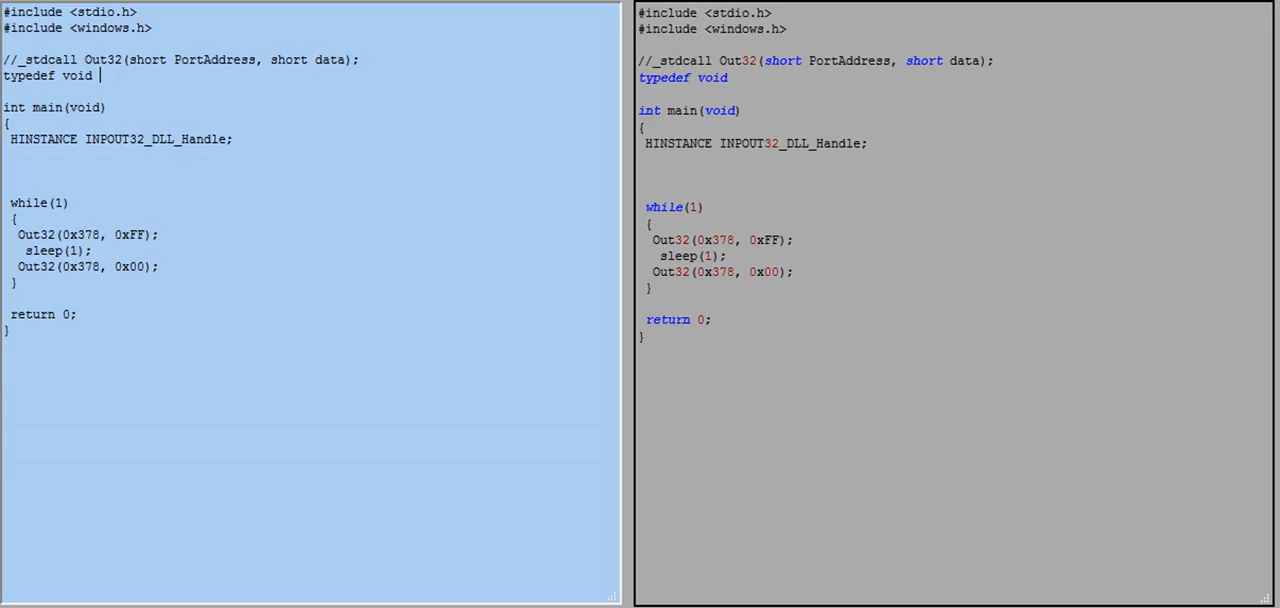 #include <stdio.h>
#include <windows.h>
//_stdcall Out32(short PortAddress, short data);
typedef void
int main(void)
{
HINSTANCE INPOUT32_DLL_Handle;
while(1)
{
Out32(0x378, 0xFF);
sleep(1);
Out32(0x378, 0x00);
}
return 0;
}
#include <stdio.h>
#include <windows.h>
//_stdcall Out32(short PortAddress, short data);
typedef void
int main(void)
{
HINSTANCE INPOUT32_DLL_Handle;
while(1)
{
Out32(0x378, 0xFF);
sleep(1);
Out32(0x378, 0x00);
}
return 0;
}